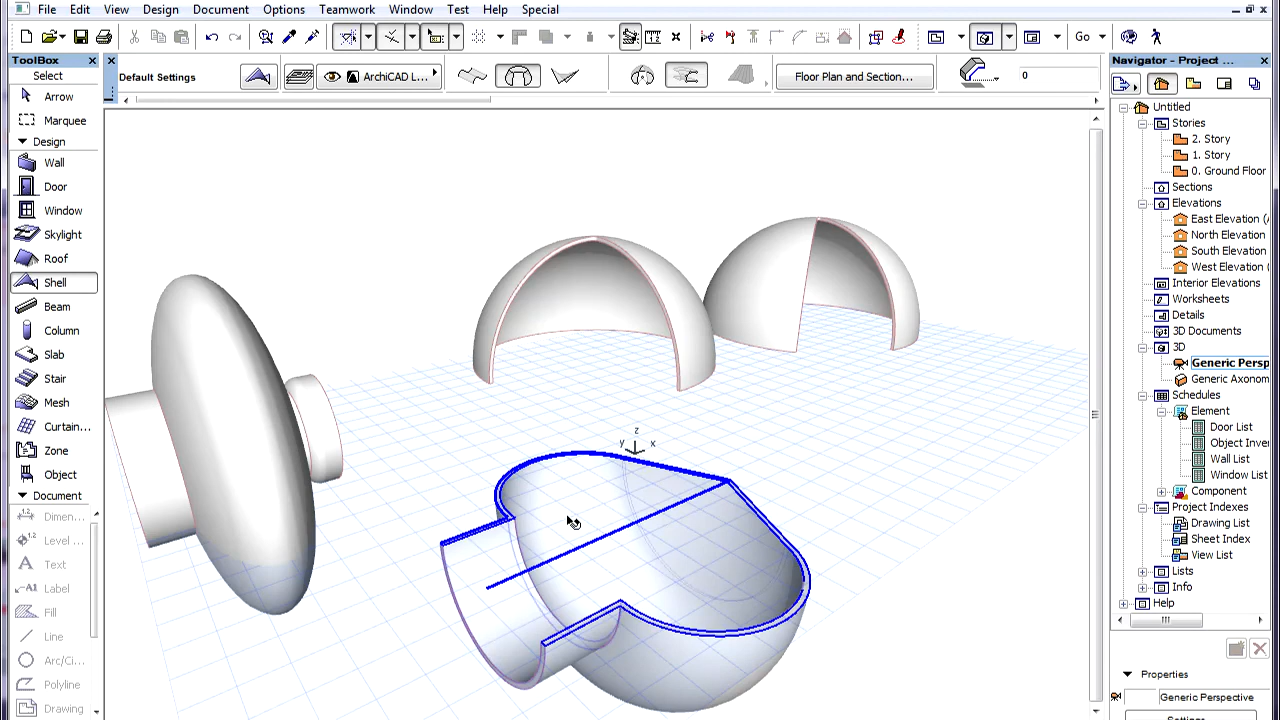 File Edit View Design Document Options Teamwork Window Test Help Special
ToolBox
Select
Arrow
Marquee
Design
Wall
Door
Window
Skylight
Roof
Shell
Beam
Column
Slab
Stair
Mesh
Curtain...
Zone
Object
Document
Dimen...
Level ...
Text
Label
Fill
Line
Arc/Ci...
Polyline
Drawing
Default Settings
ArchiCAD L...
Floor Plan and Section...
0
Go
z
y x
Navigator - Project ...
Untitled
Stories
2. Story
1. Story
0. Ground Floor
Sections
Elevations
East Elevation (
North Elevation
South Elevation
West Elevation (
Interior Elevations
Worksheets
Details
3D Documents
3D
Generic Persp
Generic Axonom
Schedules
Element
Door List
Object Inve
Wall List
Window List
Component
Project Indexes
Drawing List
Sheet Index
View List
Lists
Info
Help
Properties
Generic Perspective